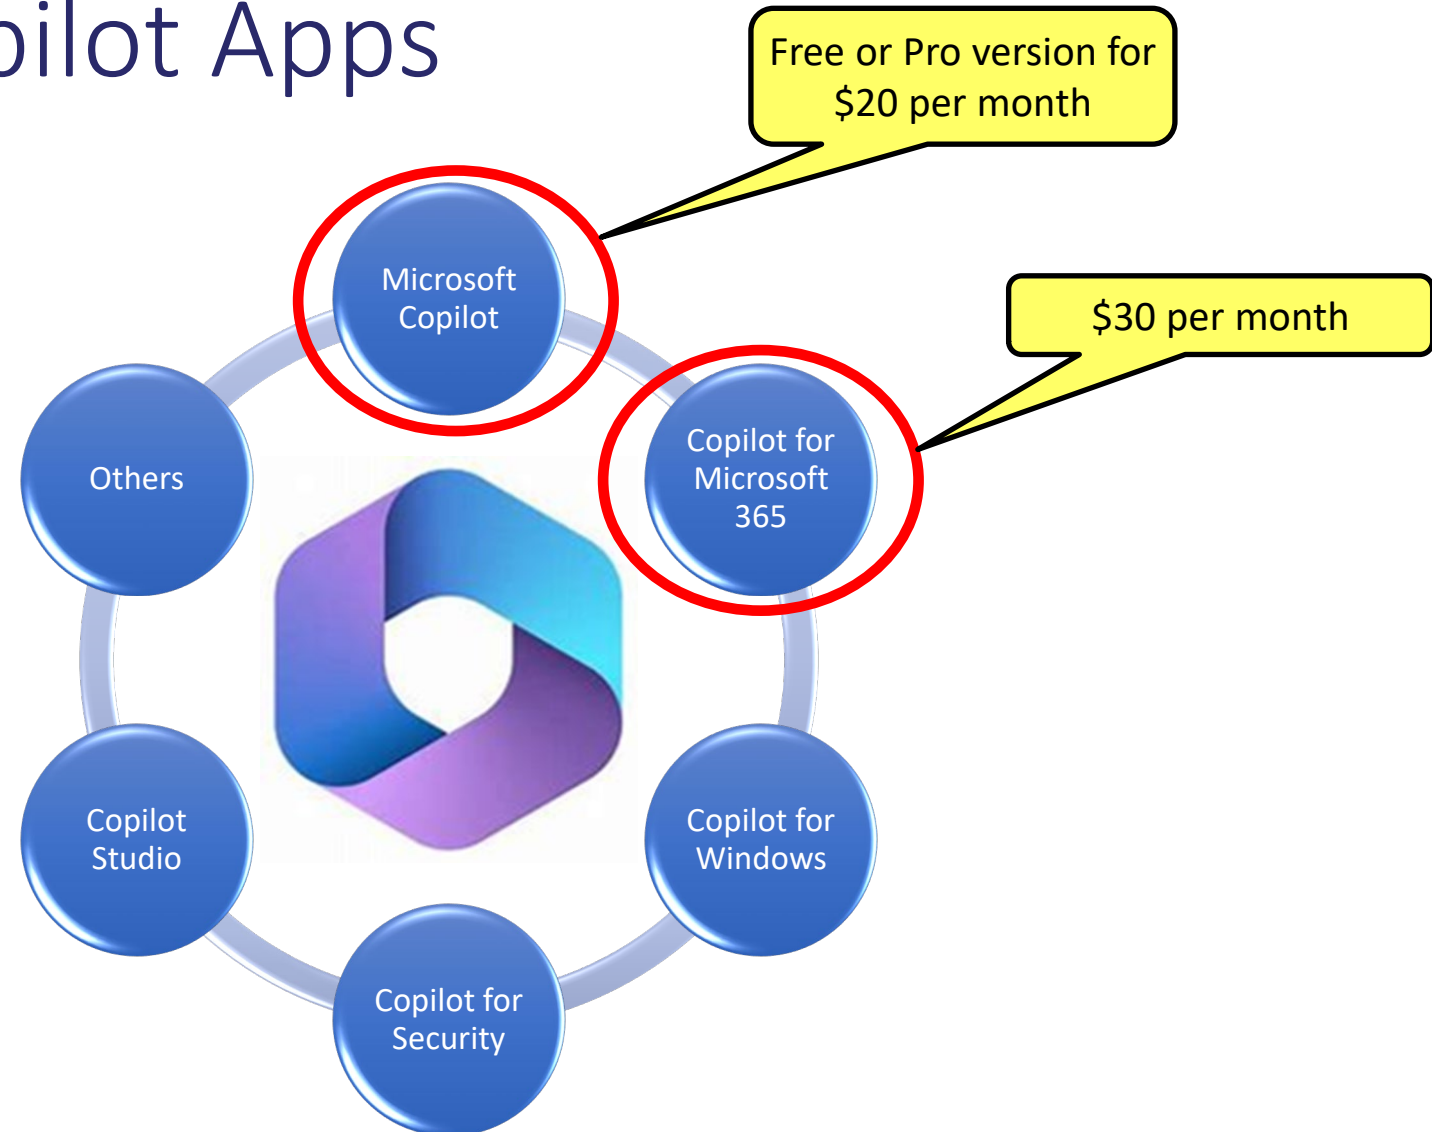 pilot Apps
Free or Pro version for
$20 per month
Microsoft
Copilot
$30 per month
Copilot for
Microsoft
365
Others
Copilot for
Windows
Copilot
Studio
Copilot for
Security